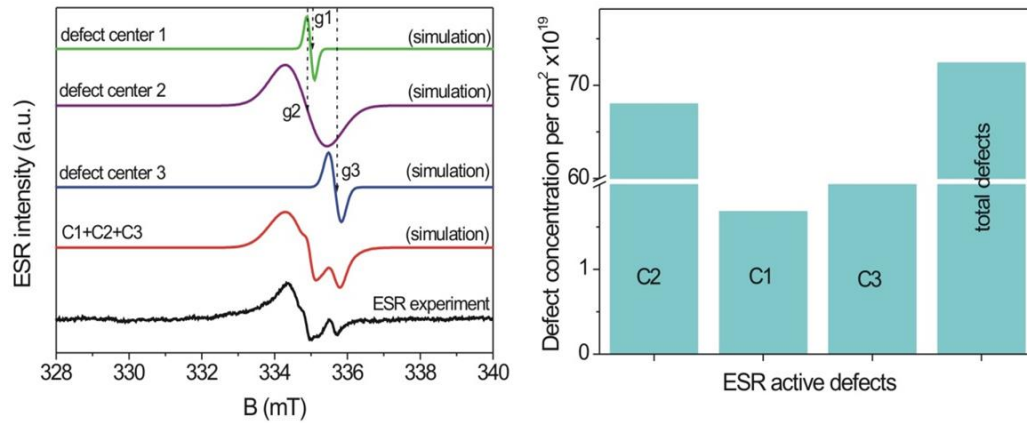 defect center 1
g1
(simulation)
defect center 2
(simulation)
g2
defect center 3
g3
(simulation)
C1+C2+C3
(simulation)
ESR experiment
328 330 332 334 336 338 340
B (mT)
ESR intensity (a.u.)
Defect concentration per cm² x10¹⁹
70
60
1
0
C2
C1
C3
total defects
ESR active defects